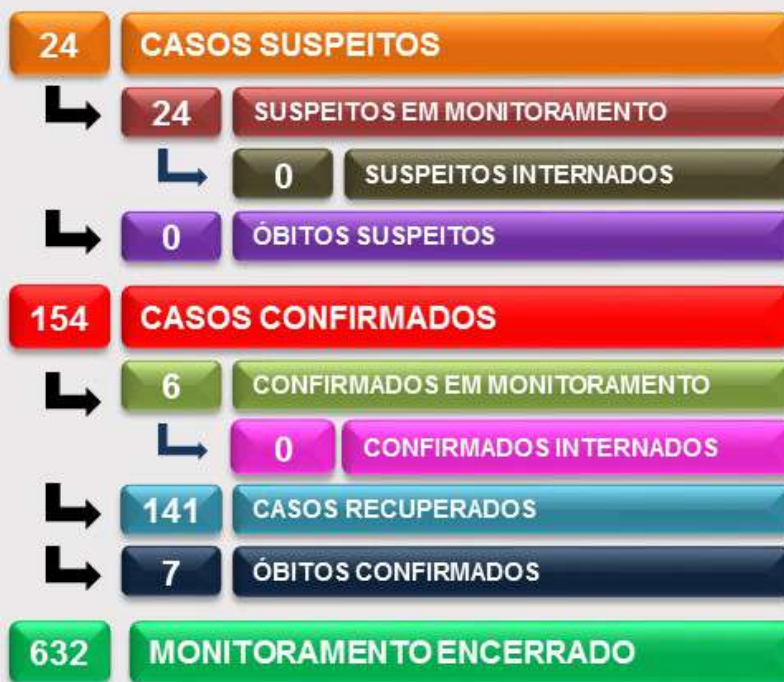 24 CASOS SUSPEITOS
24 SUSPEITOS EM MONITORAMENTO
0 SUSPEITOS INTERNADOS
0 ÓBITOS SUSPEITOS
154 CASOS CONFIRMADOS
6 CONFIRMADOS EM MONITORAMENTO
0 CONFIRMADOS INTERNADOS
141 CASOS RECUPERADOS
7 ÓBITOS CONFIRMADOS
632 MONITORAMENTO ENCERRADO